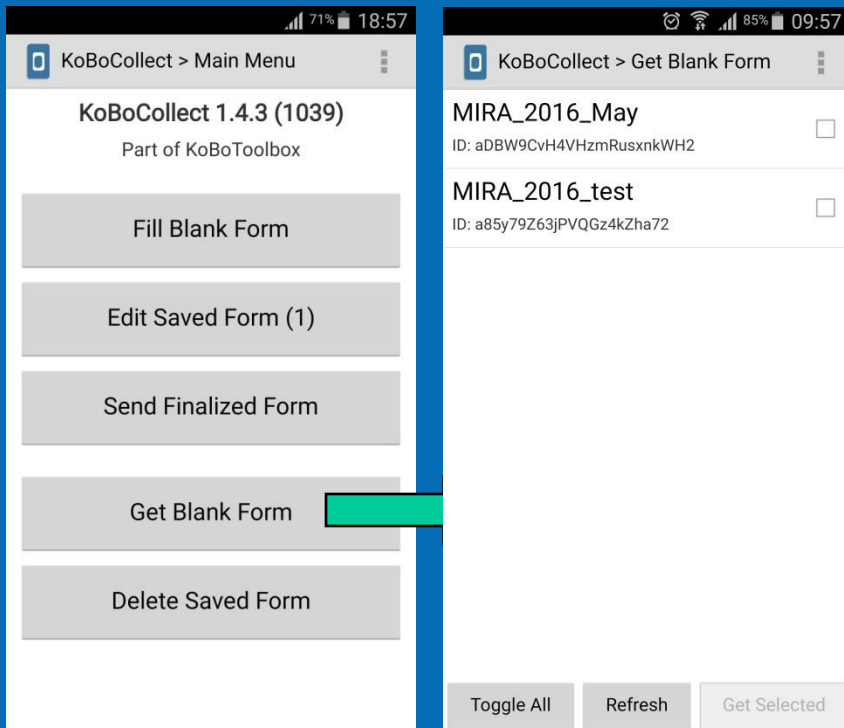 71% 18:57
KoBoCollect > Main Menu
KoBoCollect 1.4.3 (1039)
Part of KoBoToolbox
Fill Blank Form
Edit Saved Form (1)
Send Finalized Form
Get Blank Form
Delete Saved Form
85% 09:57
KoBoCollect > Get Blank Form
MIRA_2016_May
ID: aDBW9CvH4VHzmRusxnkWH2
MIRA_2016_test
ID: a85y79Z63jPVQGz4kZha72
Toggle All Refresh Get Selected